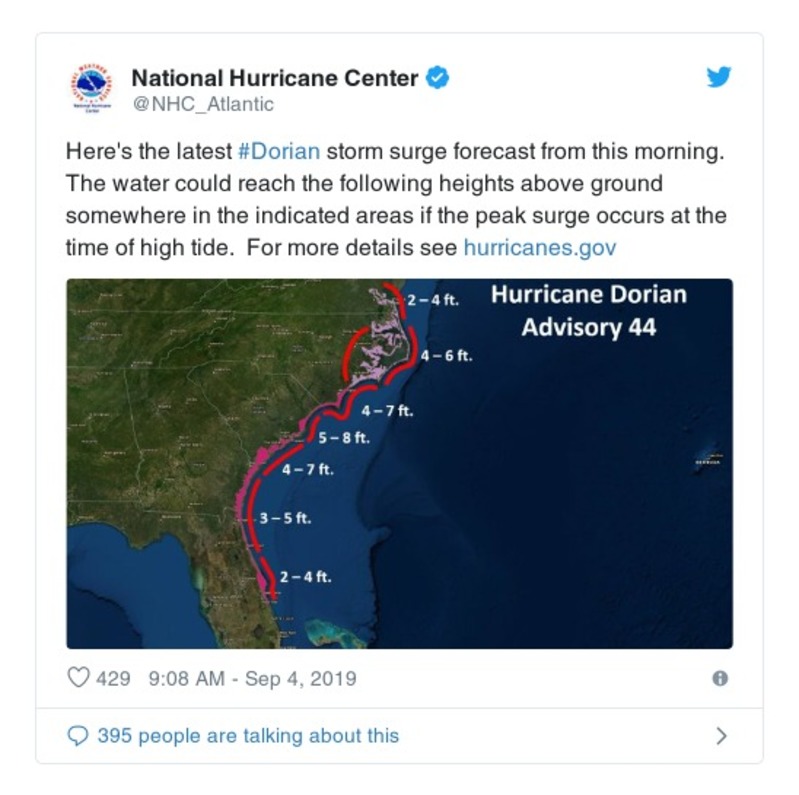 National Hurricane Center
@NHC_Atlantic
Here's the latest #Dorian storm surge forecast from this morning.
The water could reach the following heights above ground
somewhere in the indicated areas if the peak surge occurs at the
time of high tide.  For more details see hurricanes.gov
Hurricane Dorian
Advisory 44
2–4 ft.
4–6 ft.
4–7 ft.
5–8 ft.
4–7 ft.
3–5 ft.
2–4 ft.
BERMUDA
429   9:08 AM - Sep 4, 2019
395 people are talking about this